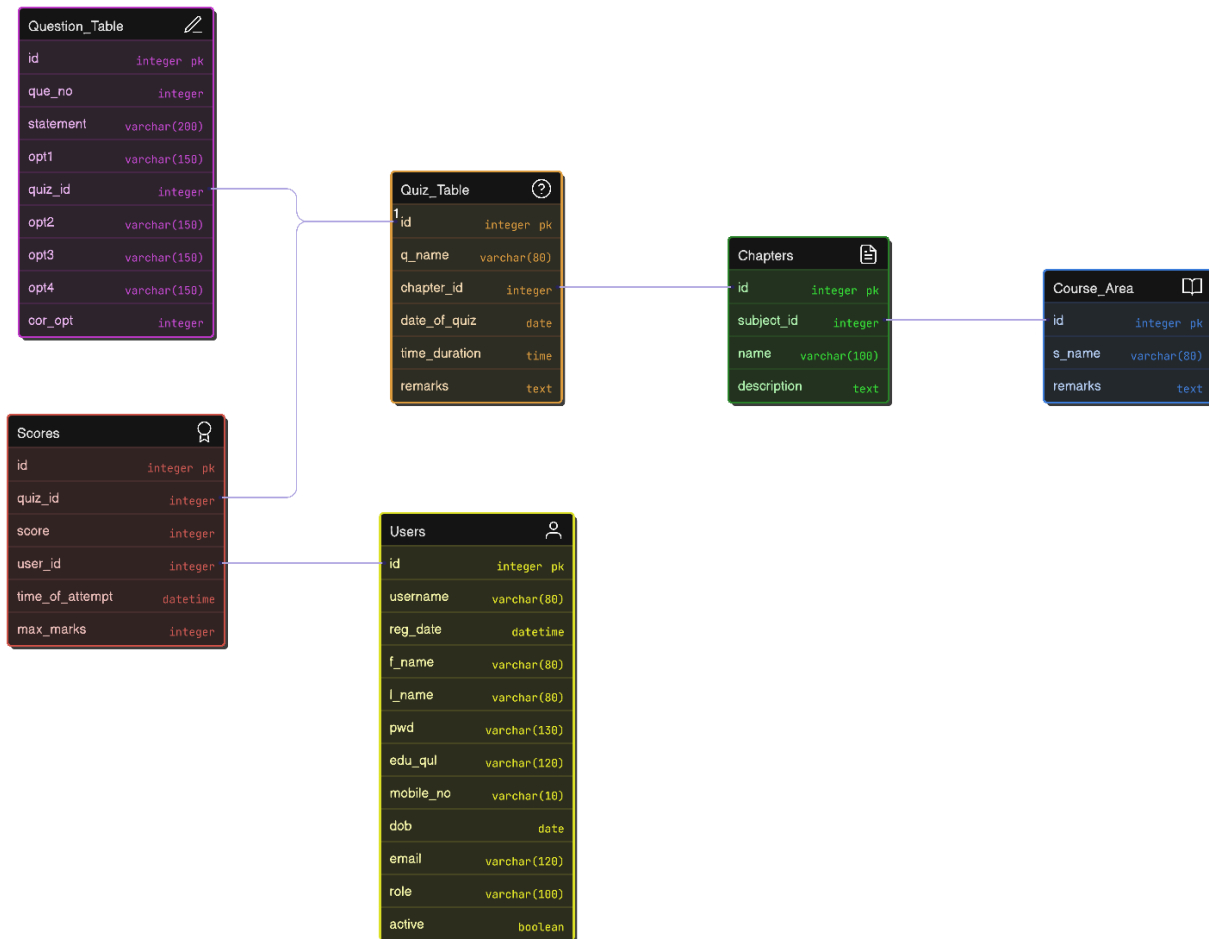 Question_Table
id integer pk
que_no integer
statement varchar(200)
opt1 varchar(150)
quiz_id integer
opt2 varchar(150)
opt3 varchar(150)
opt4 varchar(150)
cor_opt integer
Quiz_Table
1
id integer pk
q_name varchar(80)
chapter_id integer
date_of_quiz date
time_duration time
remarks text
Chapters
id integer pk
subject_id integer
name varchar(100)
description text
Course_Area
id integer pk
s_name varchar(80)
remarks text
Scores
id integer pk
quiz_id integer
score integer
user_id integer
time_of_attempt datetime
max_marks integer
Users
id integer pk
username varchar(80)
reg_date datetime
f_name varchar(80)
l_name varchar(80)
pwd varchar(130)
edu_qul varchar(120)
mobile_no varchar(10)
dob date
email varchar(120)
role varchar(100)
active boolean